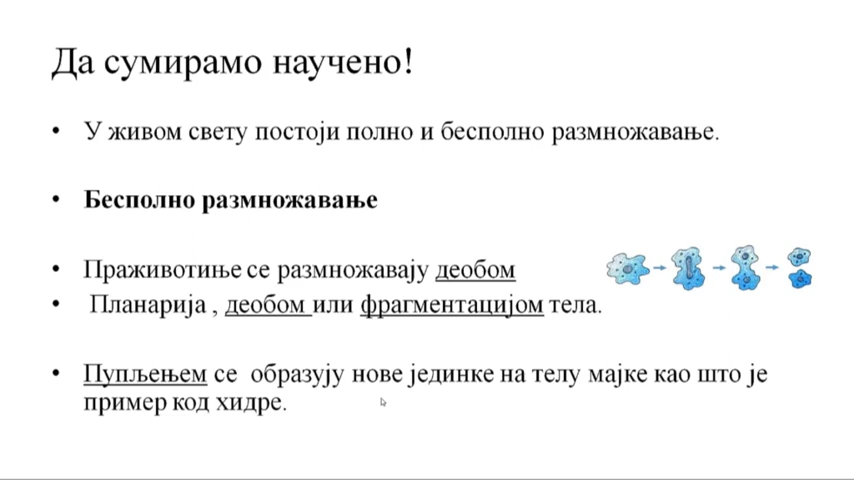 Да сумирамо научено!
• У живом свету постоји полно и бесполно размножавање.
• Бесполно размножавање
• Праживотиње се размножавају деобом
• Планарија , деобом или фрагментацијом тела.
• Пупљењем се образују нове јединке на телу мајке као што је
пример код хидре.